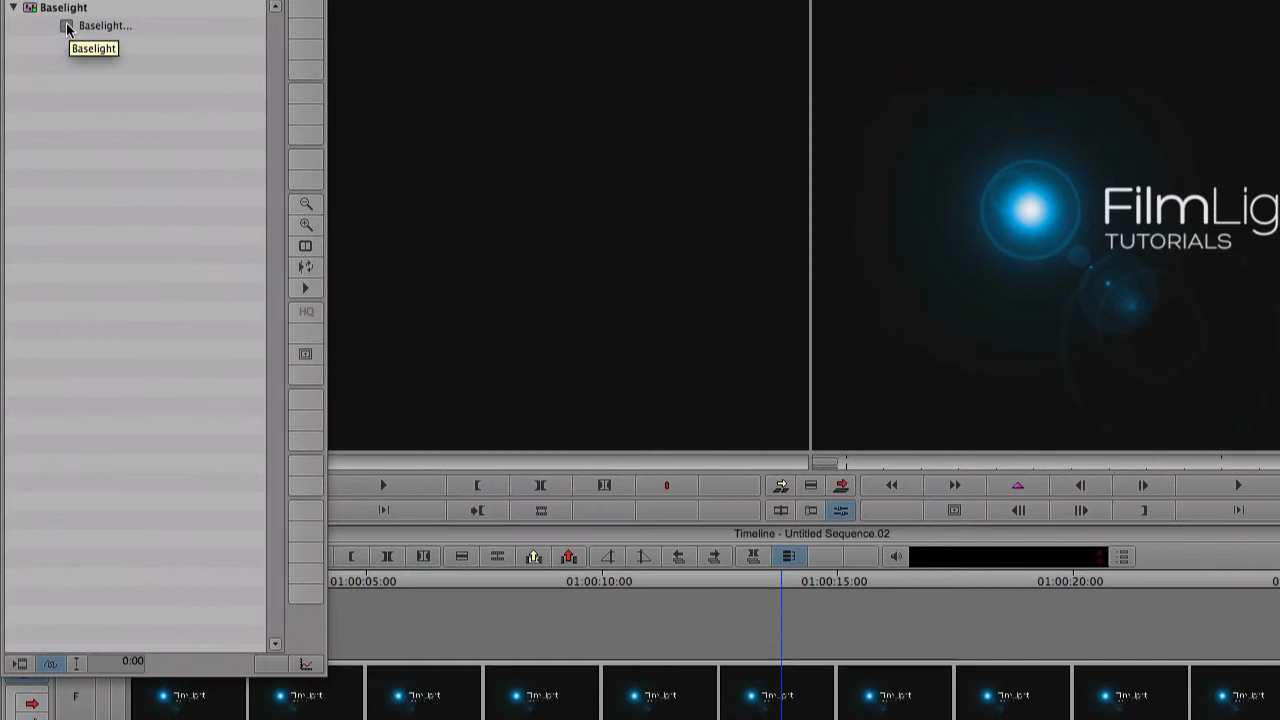 Baselight
Baselight...
Baselight
FilmLig
TUTORIALS
HQ
Timeline - Untitled Sequence.02
01:00:05:00
01:00:10:00
01:00:15:00
01:00:20:00
0:00
F